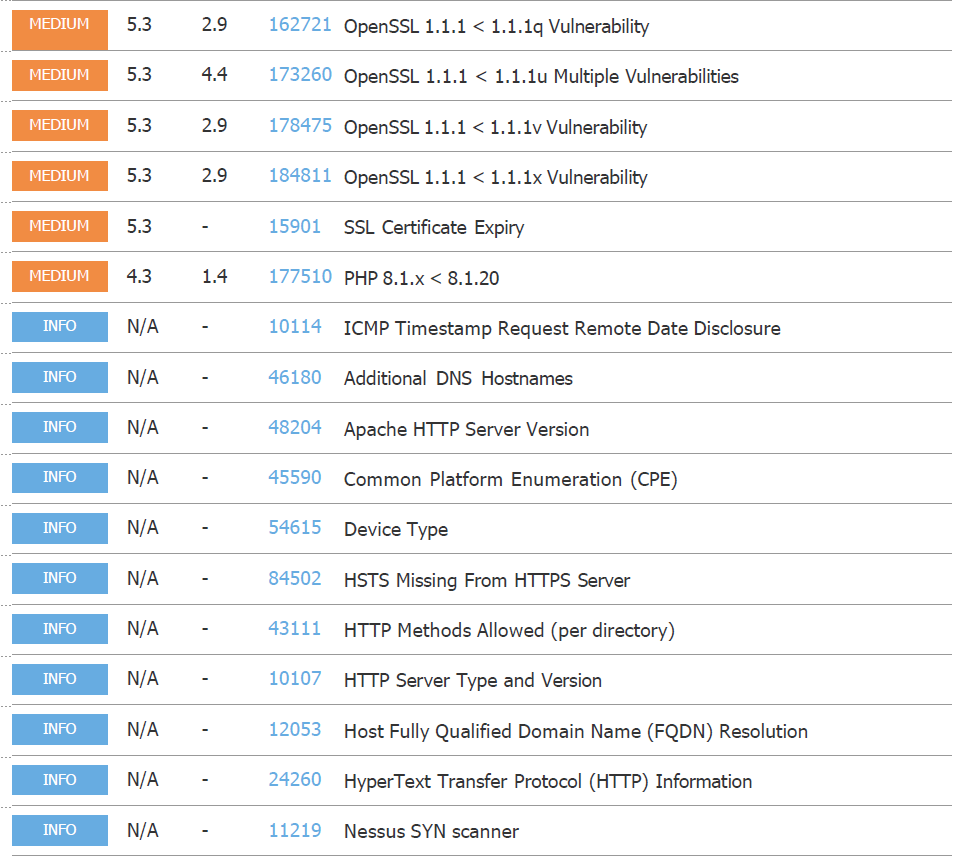 MEDIUM 5.3 2.9 162721 OpenSSL 1.1.1 < 1.1.1q Vulnerability
MEDIUM 5.3 4.4 173260 OpenSSL 1.1.1 < 1.1.1u Multiple Vulnerabilities
MEDIUM 5.3 2.9 178475 OpenSSL 1.1.1 < 1.1.1v Vulnerability
MEDIUM 5.3 2.9 184811 OpenSSL 1.1.1 < 1.1.1x Vulnerability
MEDIUM 5.3 - 15901 SSL Certificate Expiry
MEDIUM 4.3 1.4 177510 PHP 8.1.x < 8.1.20
INFO N/A - 10114 ICMP Timestamp Request Remote Date Disclosure
INFO N/A - 46180 Additional DNS Hostnames
INFO N/A - 48204 Apache HTTP Server Version
INFO N/A - 45590 Common Platform Enumeration (CPE)
INFO N/A - 54615 Device Type
INFO N/A - 84502 HSTS Missing From HTTPS Server
INFO N/A - 43111 HTTP Methods Allowed (per directory)
INFO N/A - 10107 HTTP Server Type and Version
INFO N/A - 12053 Host Fully Qualified Domain Name (FQDN) Resolution
INFO N/A - 24260 HyperText Transfer Protocol (HTTP) Information
INFO N/A - 11219 Nessus SYN scanner